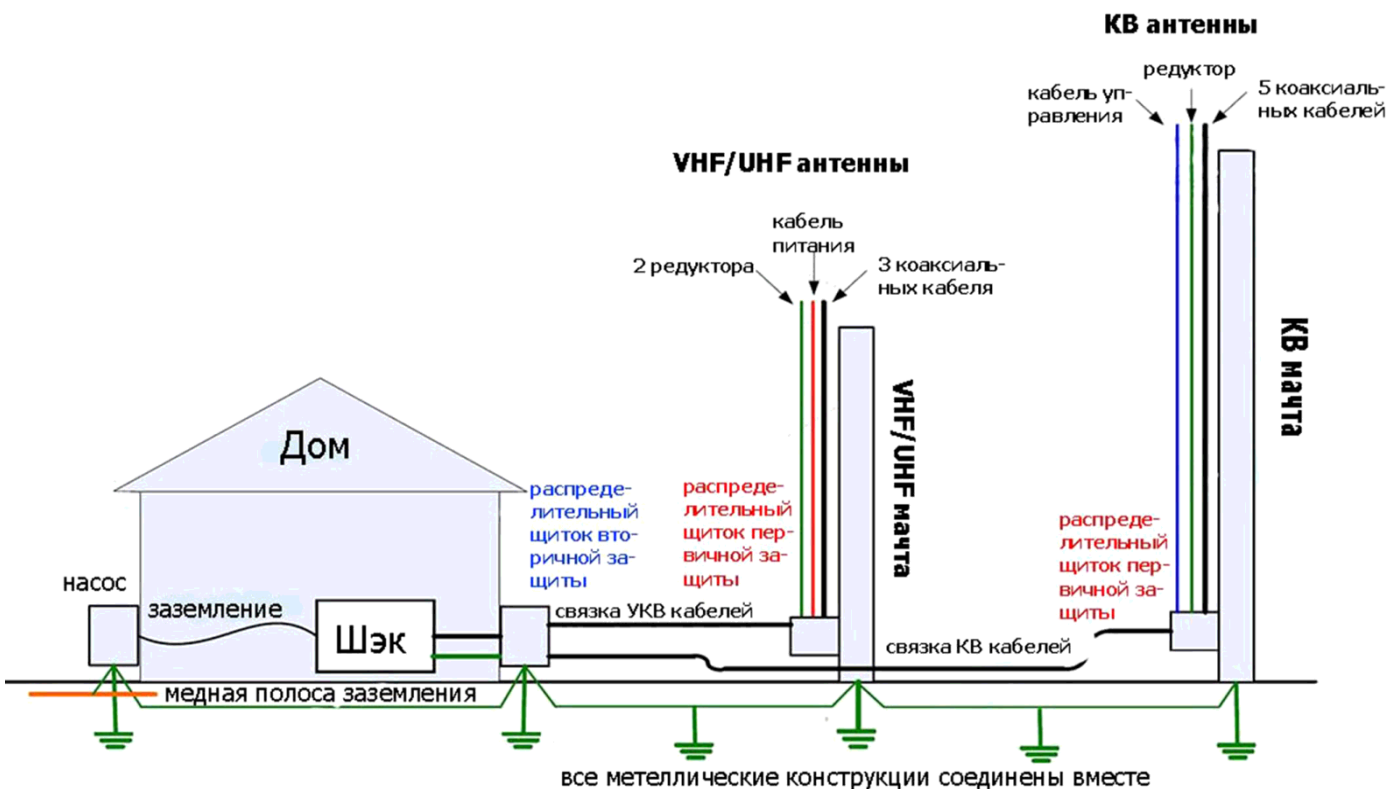 КВ антенны
редуктор
кабель уп-
равления
5 коаксиаль-
ных кабелей
VHF/UHF антенны
кабель
питания
2 редуктора
3 коаксиаль-
ных кабеля
КВ мачта
VHF/UHF мачта
Дом
распреде-
лительный
щиток вто-
ричной за-
щиты
распреде-
лительный
щиток пер-
вичной за-
щиты
распреде-
лительный
щиток пер-
вичной за-
щиты
насос
заземление
Шэк
связка УКВ кабелей
связка КВ кабелей
медная полоса заземления
все метеллические конструкции соединены вместе